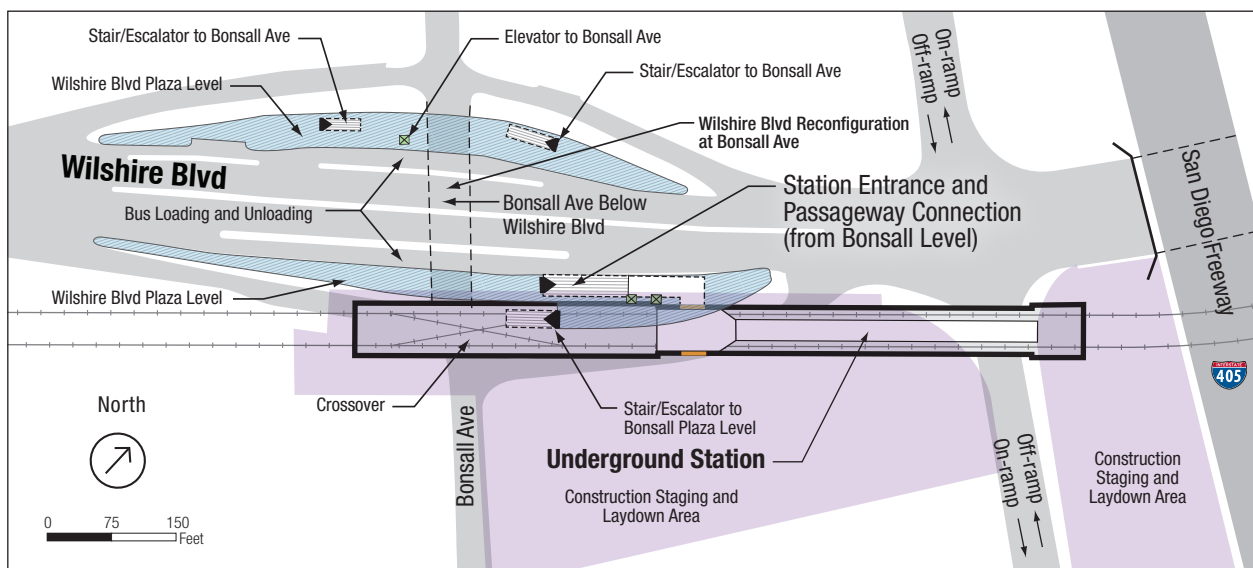 Stair/Escalator to Bonsall Ave
Elevator to Bonsall Ave
Stair/Escalator to Bonsall Ave
Wilshire Blvd Plaza Level
Wilshire Blvd Reconfiguration
at Bonsall Ave
Off-ramp
On-ramp
Wilshire Blvd
Station Entrance and
Passageway Connection
(from Bonsall Level)
San Diego Freeway
Bus Loading and Unloading
Bonsall Ave Below
Wilshire Blvd
Wilshire Blvd Plaza Level
INTERSTATE
405
North
Crossover
Stair/Escalator to
Bonsall Plaza Level
Bonsall Ave
Underground Station
Construction Staging and
Laydown Area
On-ramp
Off-ramp
Construction
Staging and
Laydown Area
0 75 150
Feet